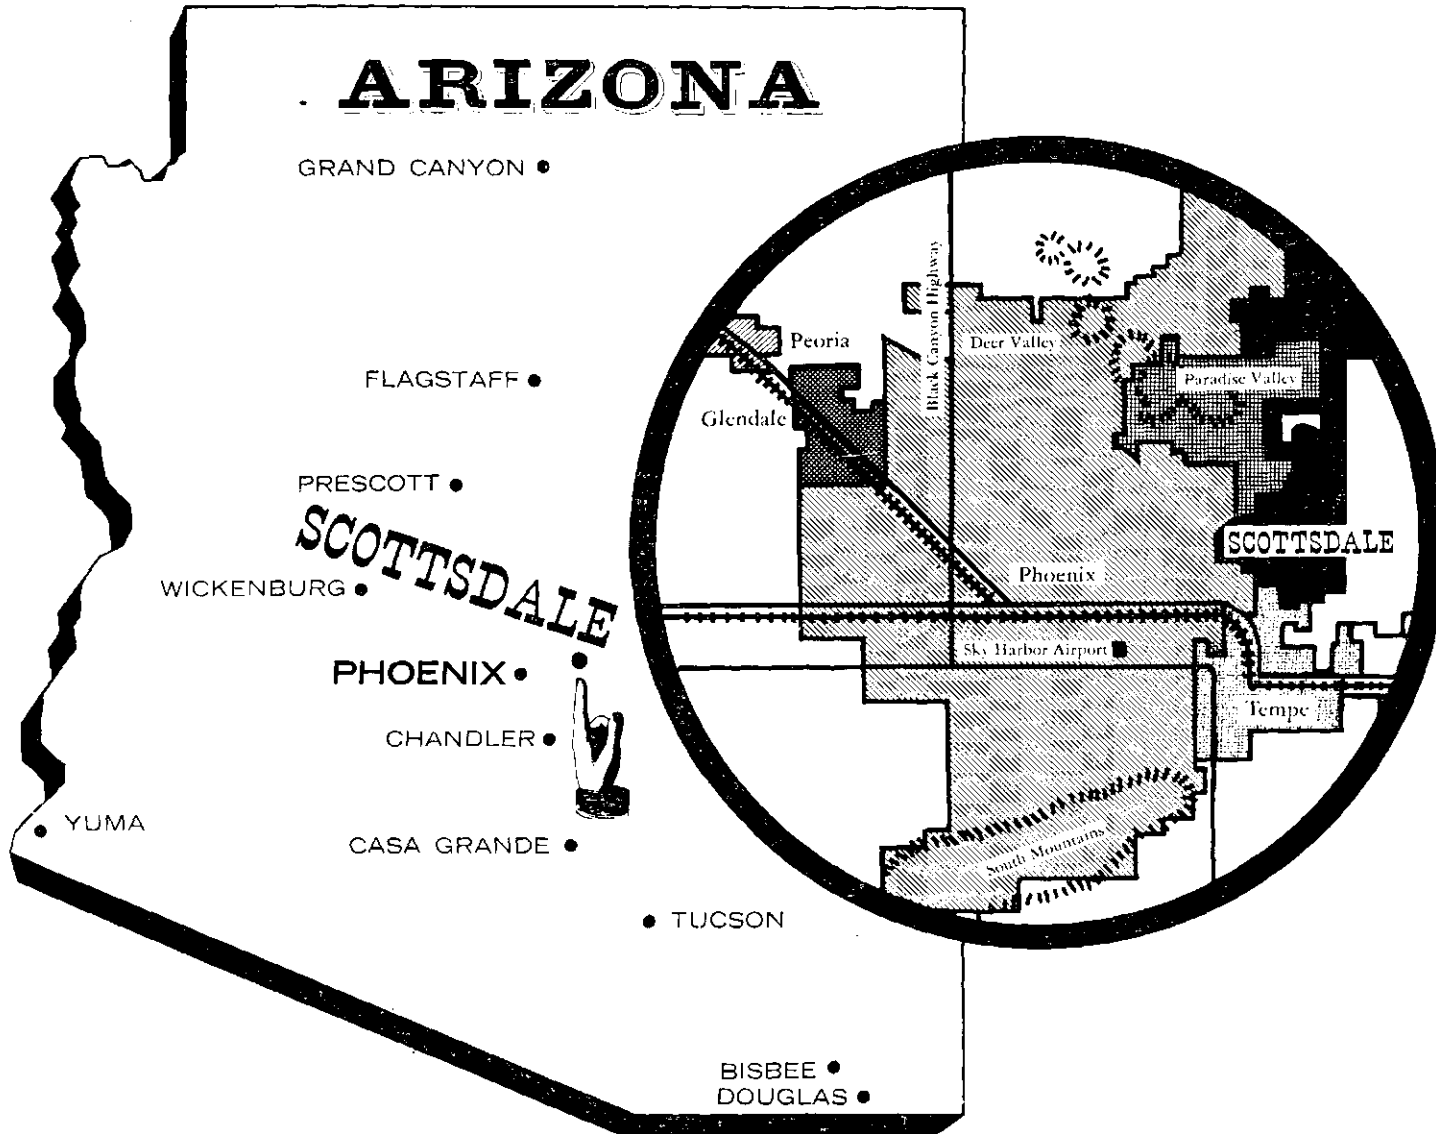 ARIZONA
GRAND CANYON
FLAGSTAFF
PRESCOTT
SCOTTSDALE
WICKENBURG
PHOENIX
CHANDLER
YUMA
CASA GRANDE
TUCSON
BISBEE
DOUGLAS
Black Canyon Highway
Peoria
Deer Valley
Paradise Valley
Glendale
SCOTTSDALE
Phoenix
Sky Harbor Airport
Tempe
South Mountains